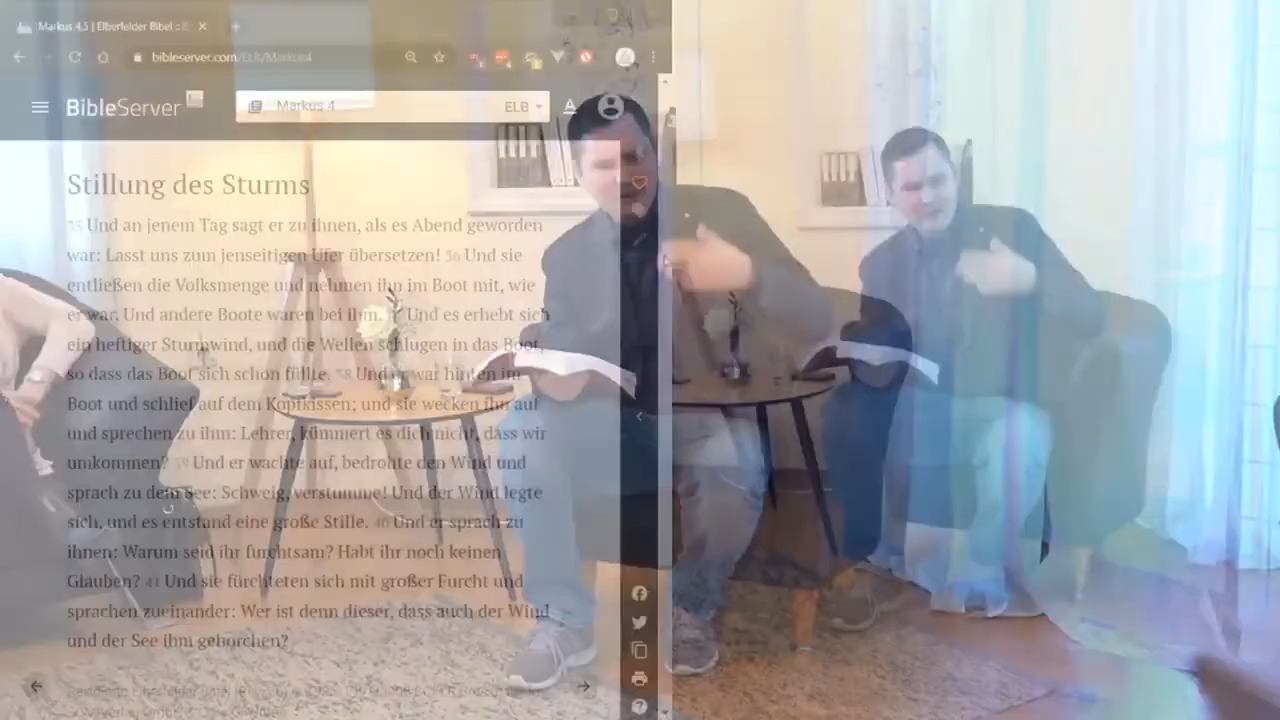 Markus 4,5 | Elberfelder Bibel ::
bibleserver.com/ELB/Markus4
BibleServer
Markus 4
ELB
Stillung des Sturms
35 Und an jenem Tag sagt er zu ihnen, als es Abend geworden
war: Lasst uns zum jenseitigen Ufer übersetzen! 36 Und sie
entließen die Volksmenge und nehmen ihn im Boot mit, wie
er war. Und andere Boote waren bei ihm. 37 Und es erhebt sich
ein heftiger Sturmwind, und die Wellen schlugen in das Boot,
so dass das Boot sich schon füllte. 38 Und er war hinten im
Boot und schlief auf dem Kopfkissen; und sie wecken ihn auf
und sprechen zu ihm: Lehrer, kümmert es dich nicht, dass wir
umkommen? 39 Und er wachte auf, bedrohte den Wind und
sprach zu dem See: Schweig, verstumme! Und der Wind legte
sich, und es entstand eine große Stille. 40 Und er sprach zu
ihnen: Warum seid ihr furchtsam? Habt ihr noch keinen
Glauben? 41 Und sie fürchteten sich mit großer Furcht und
sprachen zueinander: Wer ist denn dieser, dass auch der Wind
und der See ihm gehorchen?